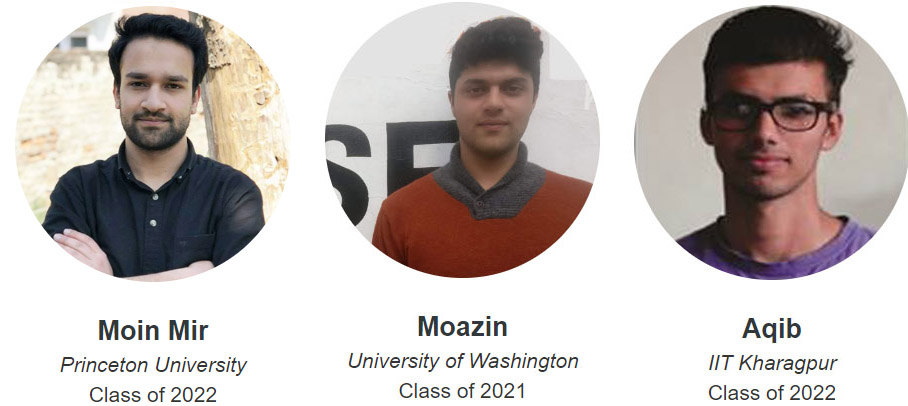 SE
Moin Mir
Princeton University
Class of 2022
Moazin
University of Washington
Class of 2021
Aqib
IIT Kharagpur
Class of 2022